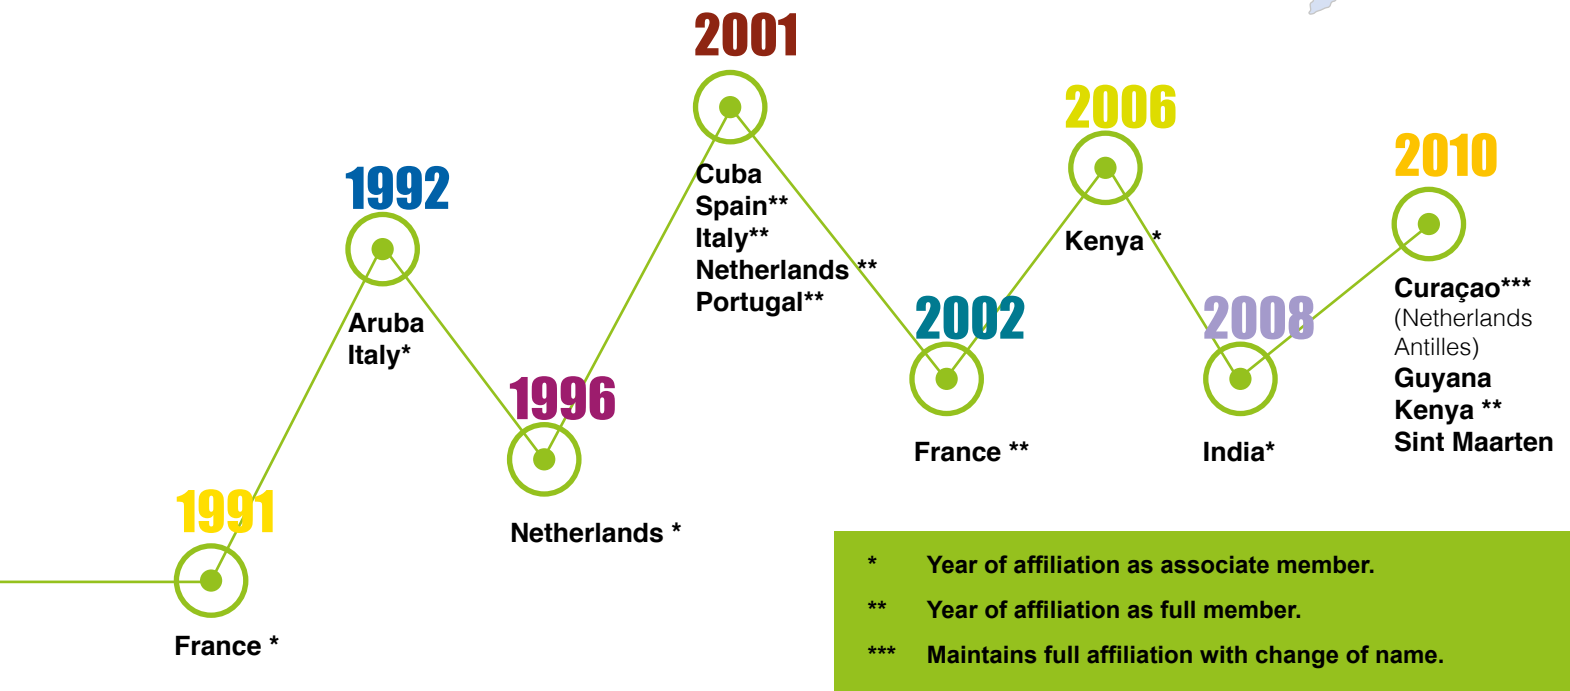 1991
France *
1992
Aruba
Italy*
1996
Netherlands *
2001
Cuba
Spain**
Italy**
Netherlands **
Portugal**
2002
France **
2006
Kenya *
2008
India*
2010
Curaçao***
(Netherlands
Antilles)
Guyana
Kenya **
Sint Maarten
* Year of affiliation as associate member.
** Year of affiliation as full member.
*** Maintains full affiliation with change of name.